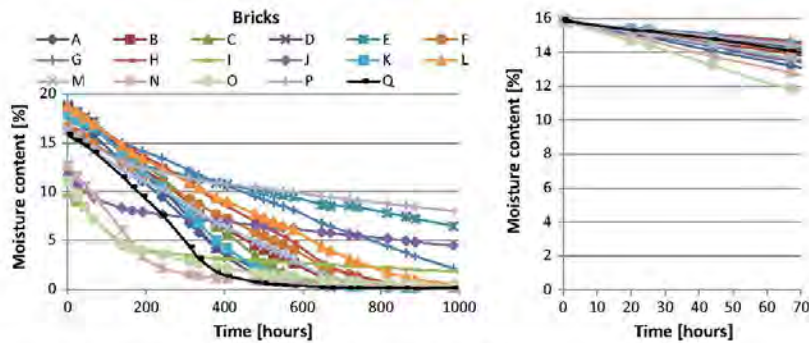 Bricks
A B C D E F
G H I J K L
M N O P Q
Moisture content [%]
20
15
10
5
0
0 200 400 600 800 1000
Time [hours]
Moisture content [%]
16
14
12
10
8
6
4
2
0
0 10 20 30 40 50 60 70
Time [hours]